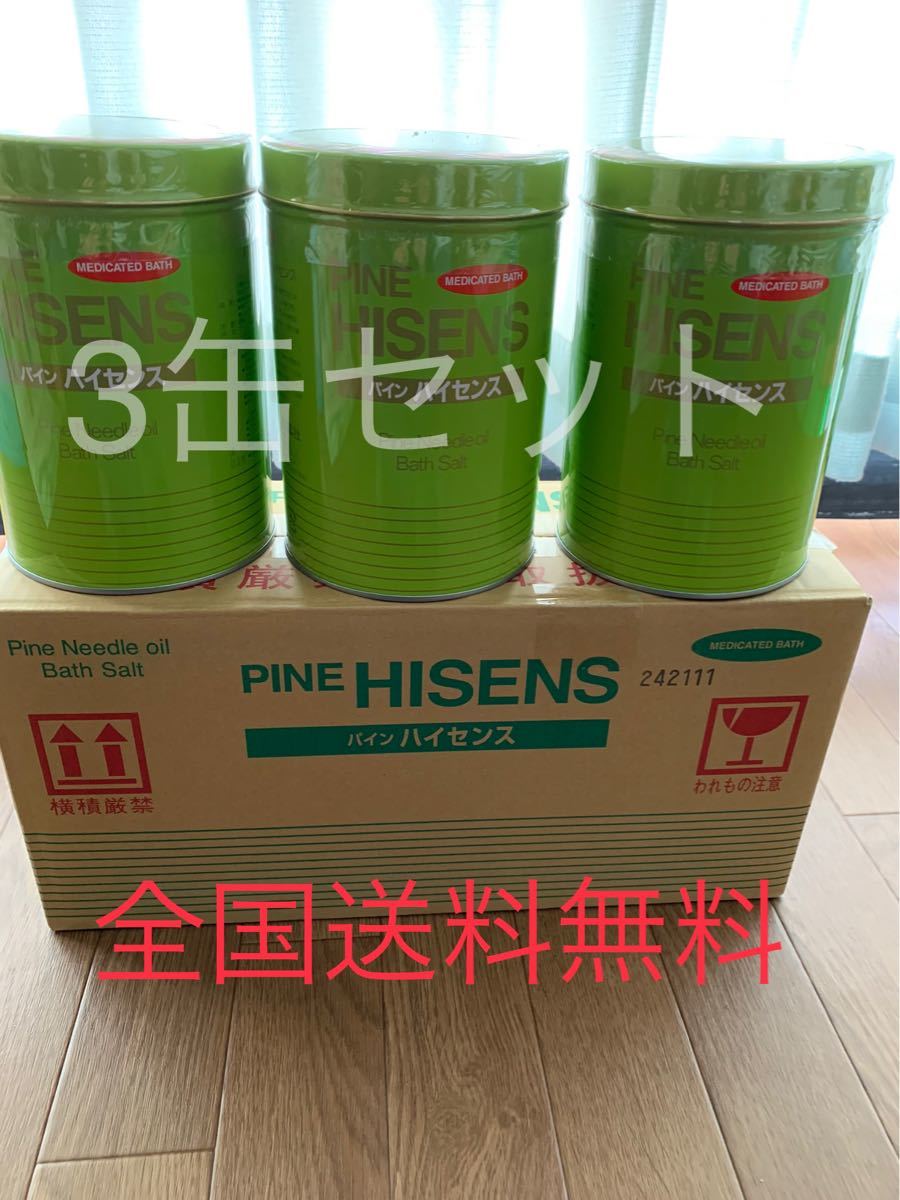 MEDICATED BATH
HISENS
パイン ハイセンス
Pine Needle oil
Bath Salt
PINE
MEDICATED BATH
HISENS
パイン ハイセンス
Pine Needle oil
Bath Salt
PINE
MEDICATED BATH
HISENS
パイン ハイセンス
Pine Needle oil
Bath Salt
3缶セット
厳
取扱
Pine Needle oil
Bath Salt
PINE HISENS
242111
MEDICATED BATH
パイン ハイセンス
横積厳禁
われもの注意
全国送料無料